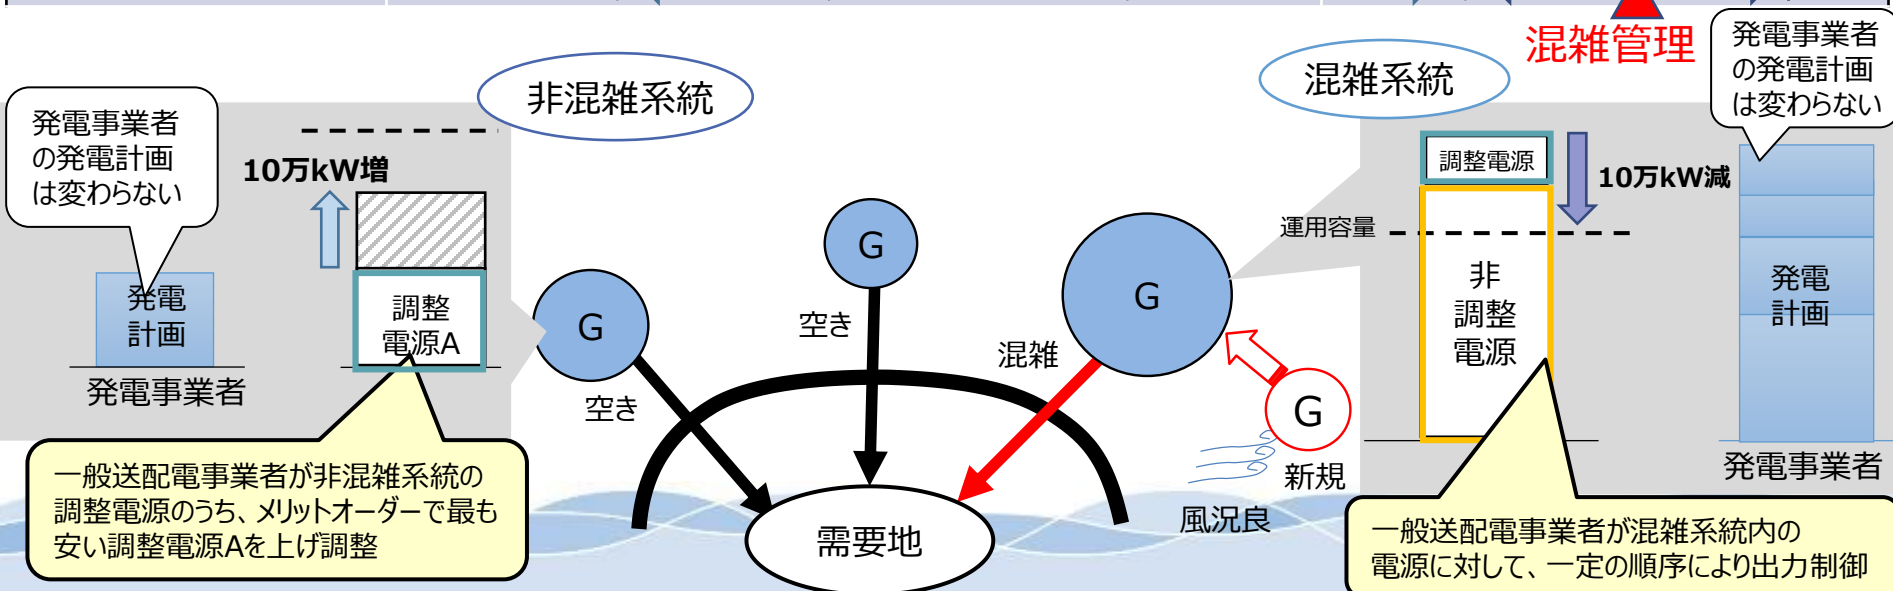 混雑管理
発電事業者
の発電計画
は変わらない
非混雑系統
混雑系統
発電事業者
の発電計画
は変わらない
10万kW増
調整
電源A
発電
計画
発電事業者
G
空き
G
空き
G
混雑
G
新規
風況良
需要地
調整電源
10万kW減
運用容量
非
調整
電源
発電
計画
発電事業者
一般送配電事業者が非混雑系統の
調整電源のうち、メリットオーダーで最も
安い調整電源Aを上げ調整
一般送配電事業者が混雑系統内の
電源に対して、一定の順序により出力制御